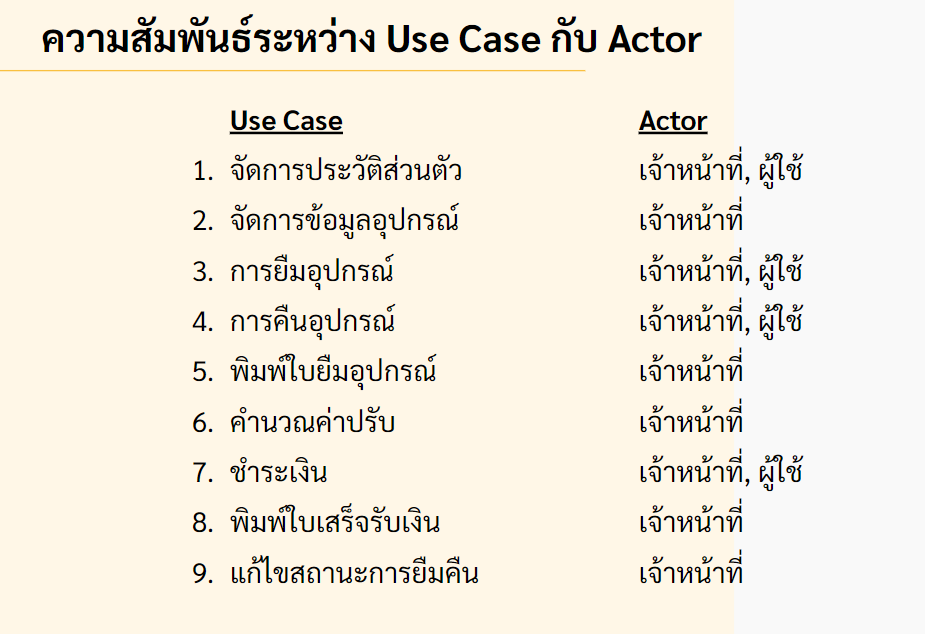 ความสัมพันธ์ระหว่าง Use Case กับ Actor
Use Case Actor
1. จัดการประวัติส่วนตัว เจ้าหน้าที่, ผู้ใช้
2. จัดการข้อมูลอุปกรณ์ เจ้าหน้าที่
3. การยืมอุปกรณ์ เจ้าหน้าที่, ผู้ใช้
4. การคืนอุปกรณ์ เจ้าหน้าที่, ผู้ใช้
5. พิมพ์ใบยืมอุปกรณ์ เจ้าหน้าที่
6. คำนวณค่าปรับ เจ้าหน้าที่
7. ชำระเงิน เจ้าหน้าที่, ผู้ใช้
8. พิมพ์ใบเสร็จรับเงิน เจ้าหน้าที่
9. แก้ไขสถานะการยืมคืน เจ้าหน้าที่